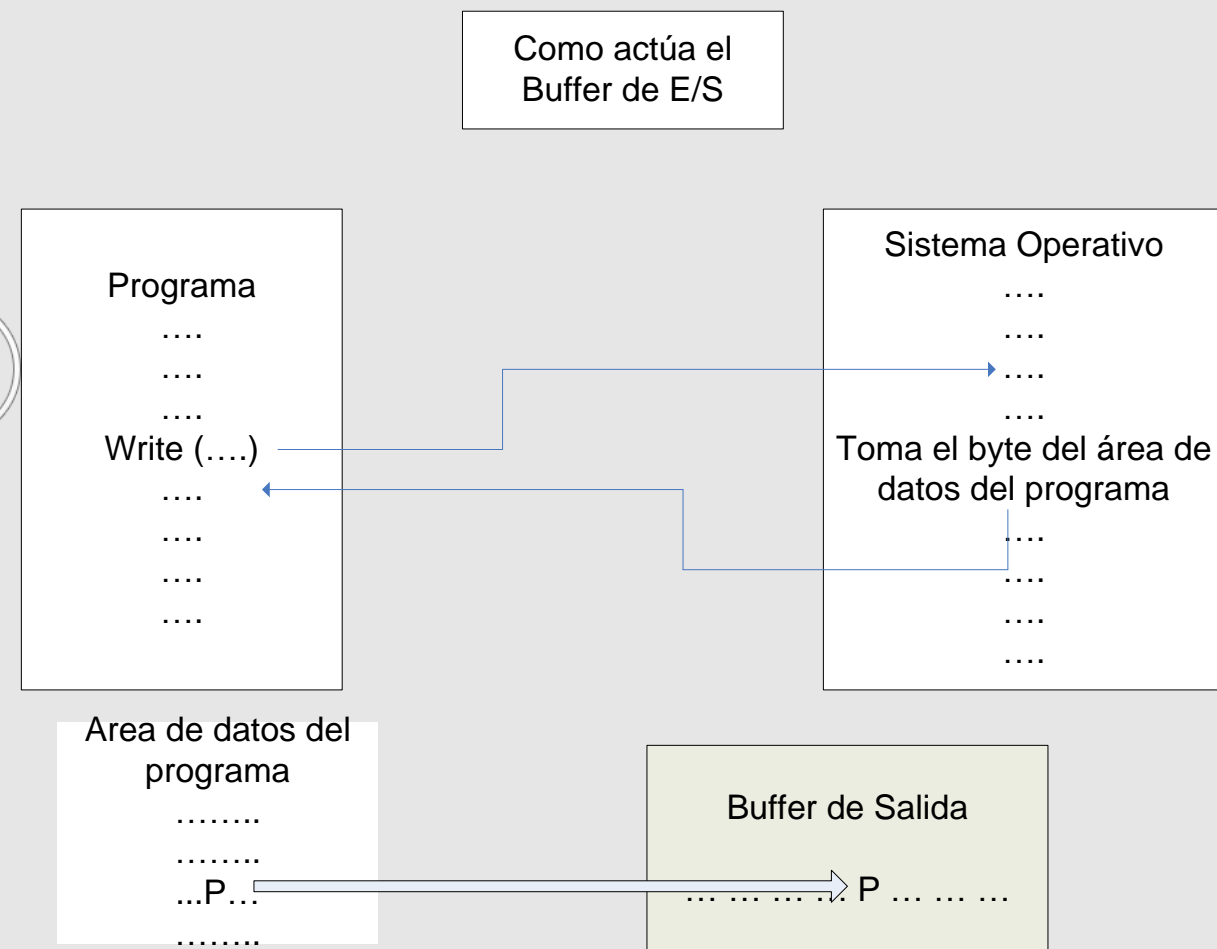 Como actúa el
Buffer de E/S
Programa
….
….
….
Write (….)
….
….
….
….
Sistema Operativo
….
….
….
….
Toma el byte del área de
datos del programa
….
….
….
….
Area de datos del
programa
……..
……..
...P…
……..
Buffer de Salida
… … … … P … … …